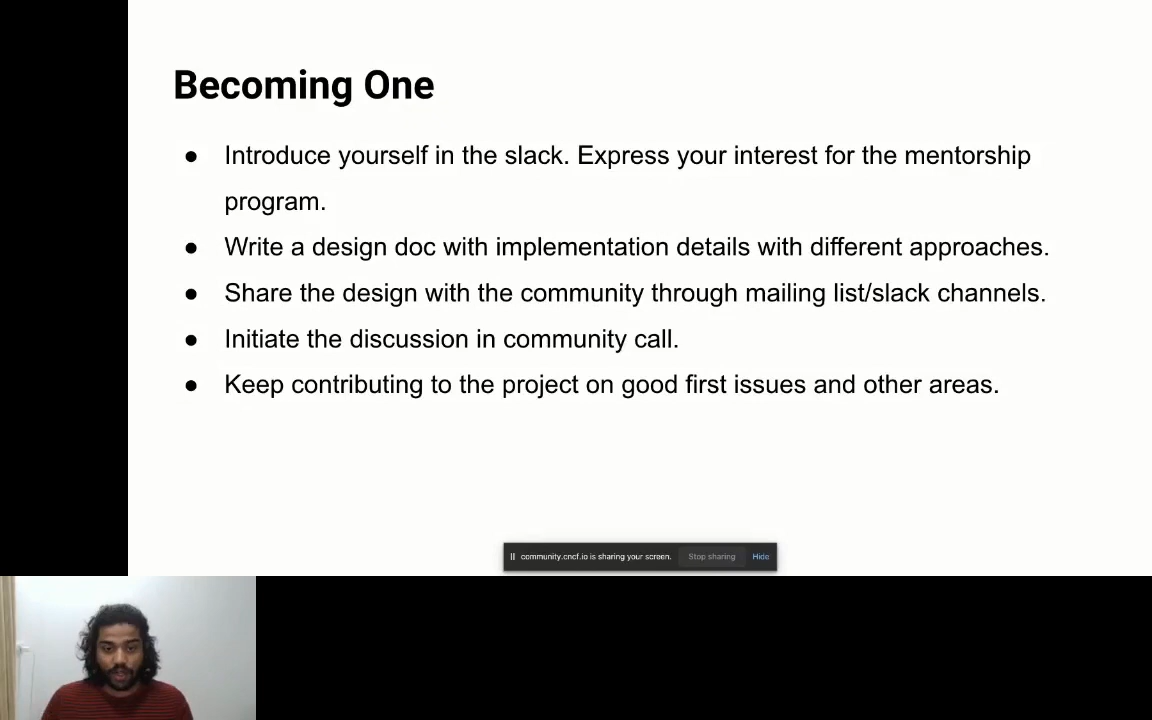 Becoming One
● Introduce yourself in the slack. Express your interest for the mentorship
program.
● Write a design doc with implementation details with different approaches.
● Share the design with the community through mailing list/slack channels.
● Initiate the discussion in community call.
● Keep contributing to the project on good first issues and other areas.
community.cncf.io is sharing your screen. Stop sharing Hide